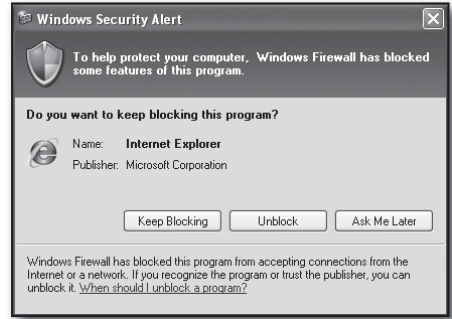 Windows Security Alert
To help protect your computer, Windows Firewall has blocked
some features of this program.
Do you want to keep blocking this program?
Name: Internet Explorer
Publisher: Microsoft Corporation
Keep Blocking Unblock Ask Me Later
Windows Firewall has blocked this program from accepting connections from the
Internet or a network. If you recognize the program or trust the publisher, you can
unblock it. When should I unblock a program?